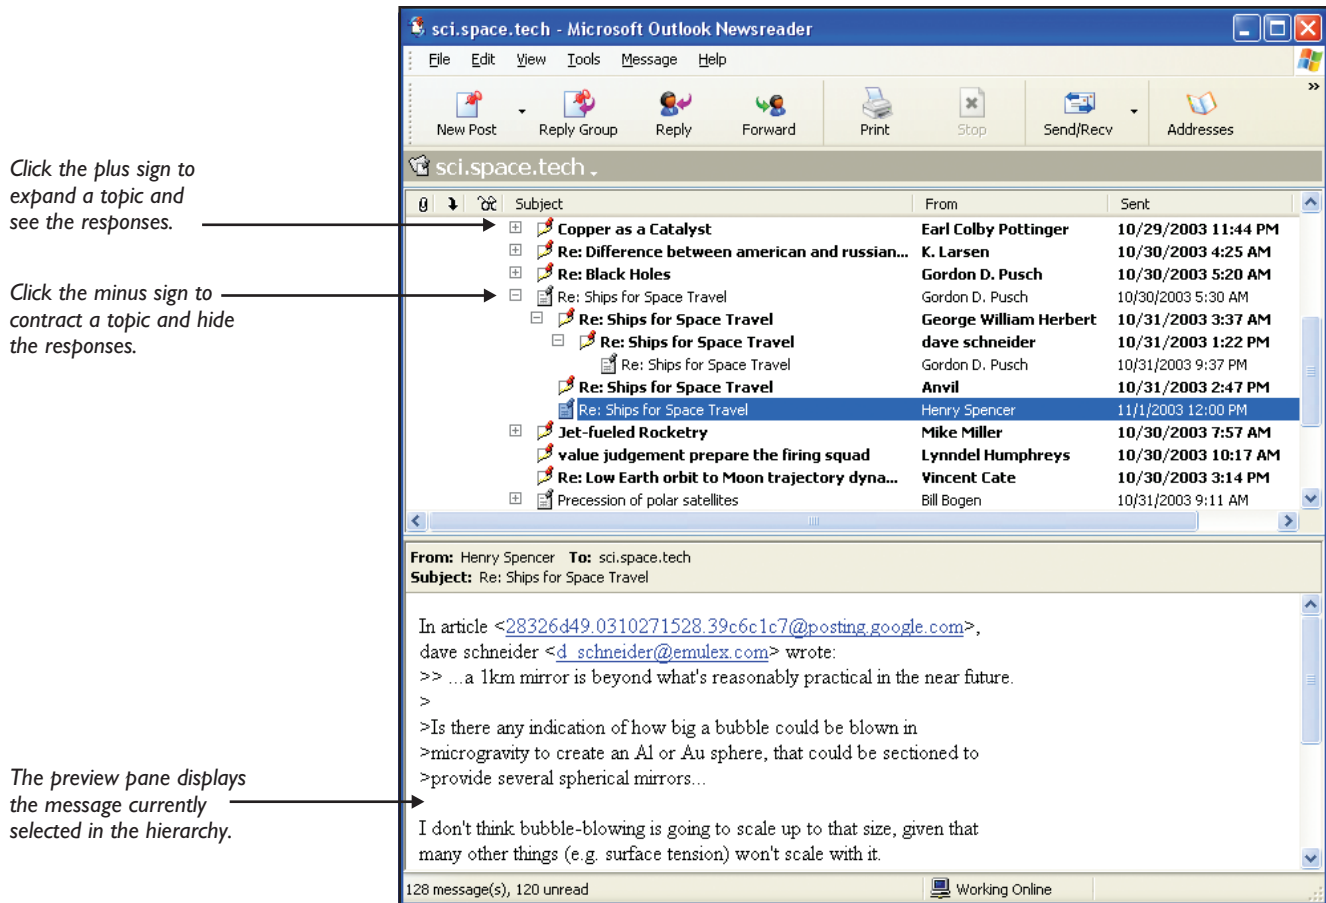 sci.space.tech - Microsoft Outlook Newsreader
File Edit View Tools Message Help
»
New Post Reply Group Reply Forward Print Stop Send/Recv Addresses
sci.space.tech
Click the plus sign to
expand a topic and
see the responses.
Subject From Sent
Copper as a Catalyst Earl Colby Pottinger 10/29/2003 11:44 PM
Re: Difference between american and russian... K. Larsen 10/30/2003 4:25 AM
Re: Black Holes Gordon D. Pusch 10/30/2003 5:20 AM
Click the minus sign to
contract a topic and hide
the responses.
Re: Ships for Space Travel Gordon D. Pusch 10/30/2003 5:30 AM
Re: Ships for Space Travel George William Herbert 10/31/2003 3:37 AM
Re: Ships for Space Travel dave schneider 10/31/2003 1:22 PM
Re: Ships for Space Travel Gordon D. Pusch 10/31/2003 9:37 PM
Re: Ships for Space Travel Anvil 10/31/2003 2:47 PM
Re: Ships for Space Travel Henry Spencer 11/1/2003 12:00 PM
Jet-fueled Rocketry Mike Miller 10/30/2003 7:57 AM
value judgement prepare the firing squad Lynndel Humphreys 10/30/2003 10:17 AM
Re: Low Earth orbit to Moon trajectory dyna... Vincent Cate 10/30/2003 3:14 PM
Precession of polar satellites Bill Bogen 10/31/2003 9:11 AM
From: Henry Spencer To: sci.space.tech
Subject: Re: Ships for Space Travel
In article <28326d49.0310271528.39c6c1c7@posting.google.com>,
dave schneider <d_schneider@emulex.com> wrote:
>> ...a 1km mirror is beyond what's reasonably practical in the near future.
>
>Is there any indication of how big a bubble could be blown in
>microgravity to create an Al or Au sphere, that could be sectioned to
>provide several spherical mirrors...
The preview pane displays
the message currently
selected in the hierarchy.
I don't think bubble-blowing is going to scale up to that size, given that
many other things (e.g. surface tension) won't scale with it.
128 message(s), 120 unread Working Online